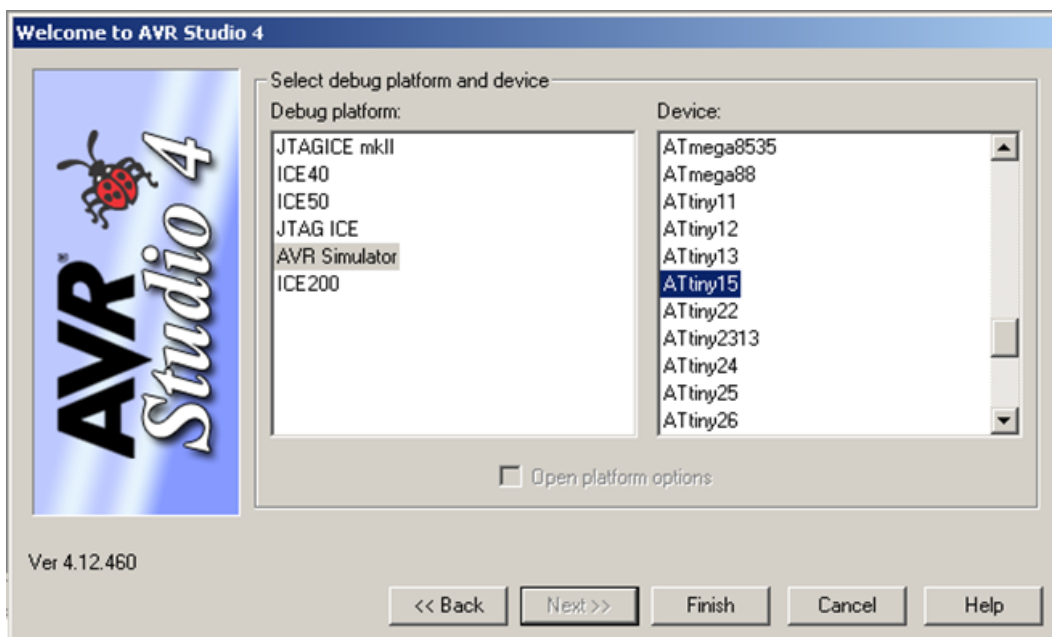 Welcome to AVR Studio 4
AVR®
Studio 4
Select debug platform and device
Debug platform:
JTAGICE mkII
ICE40
ICE50
JTAG ICE
AVR Simulator
ICE200
Device:
ATmega8535
ATmega88
ATtiny11
ATtiny12
ATtiny13
ATtiny15
ATtiny22
ATtiny2313
ATtiny24
ATtiny25
ATtiny26
Open platform options
Ver 4.12.460
<< Back
Next >>
Finish
Cancel
Help